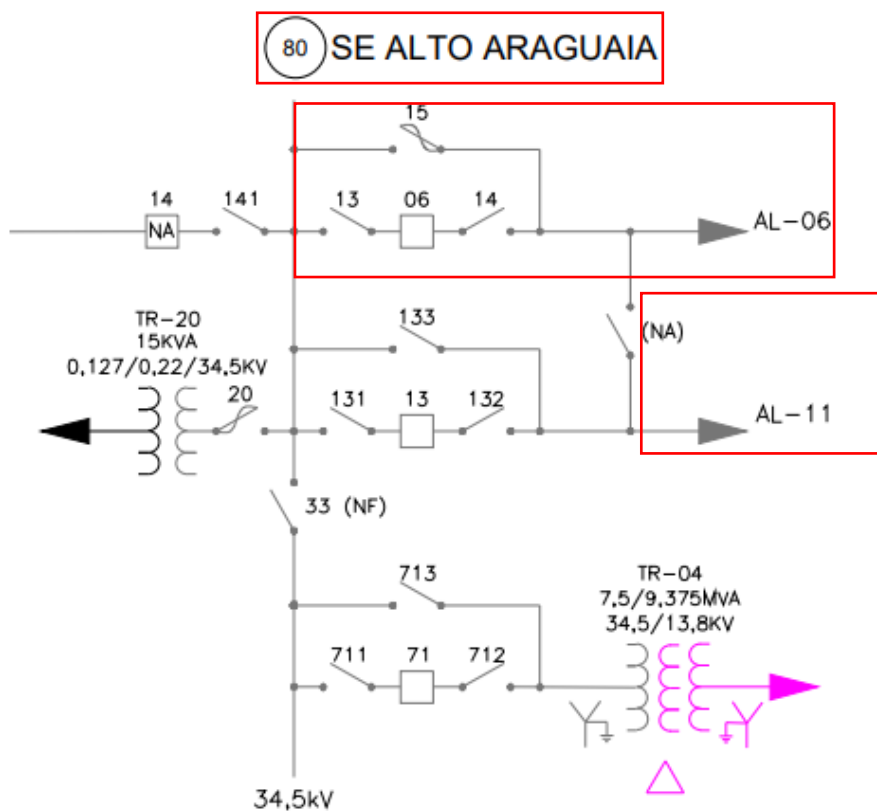 80 SE ALTO ARAGUAIA
15
14 141 13 06 14
NA
AL-06
TR-20
15KVA
0,127/0,22/34,5KV
133
(NA)
20 131 13 132
AL-11
33 (NF)
713
TR-04
7,5/9,375MVA
34,5/13,8KV
711 71 712
34,5kV